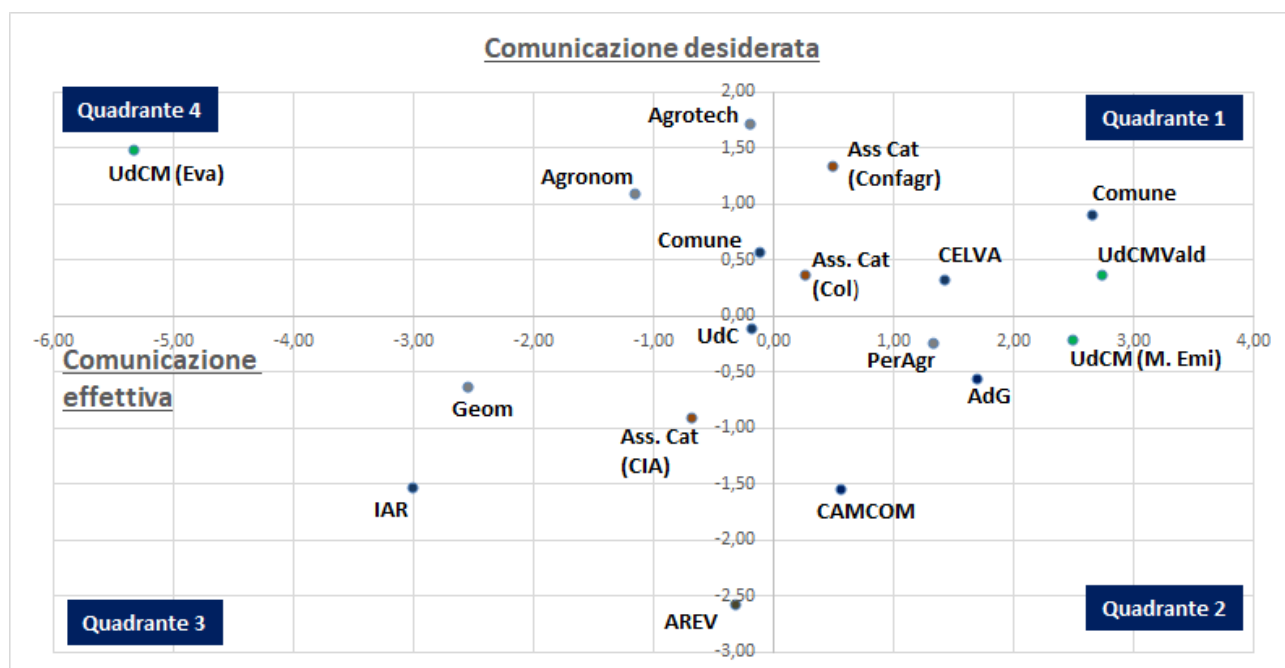 Comunicazione desiderata
Quadrante 4
2,00
Quadrante 1
Agrotech
1,50
Ass Cat
(Confagr)
UdCM (Eva)
Agronom
1,00
Comune
Comune
0,50
Ass. Cat
(Col)
CELVA
UdCMVald
0,00
-6,00
-5,00
-4,00
-3,00
-2,00
-1,00
0,00
1,00
2,00
3,00
4,00
UdC
PerAgr
UdCM (M. Emi)
Comunicazione
effettiva
-0,50
Geom
AdG
-1,00
Ass. Cat
(CIA)
-1,50
IAR
CAMCOM
-2,00
-2,50
Quadrante 3
AREV
Quadrante 2
-3,00